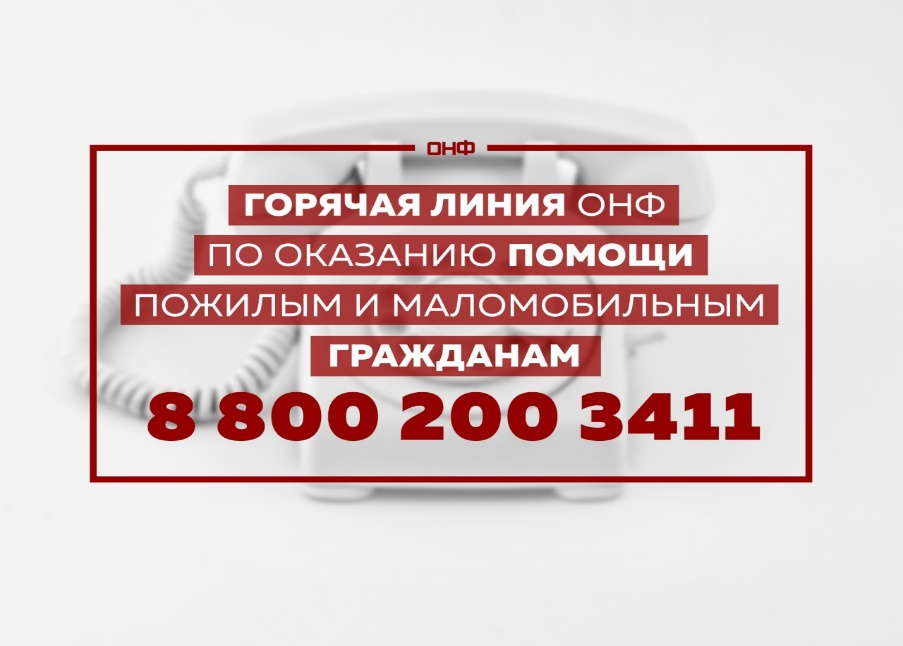 ОНФ
ГОРЯЧАЯ ЛИНИЯ ОНФ
ПО ОКАЗАНИЮ ПОМОЩИ
ПОЖИЛЫМ И МАЛОМОБИЛЬНЫМ
ГРАЖДАНАМ
8 800 200 3411